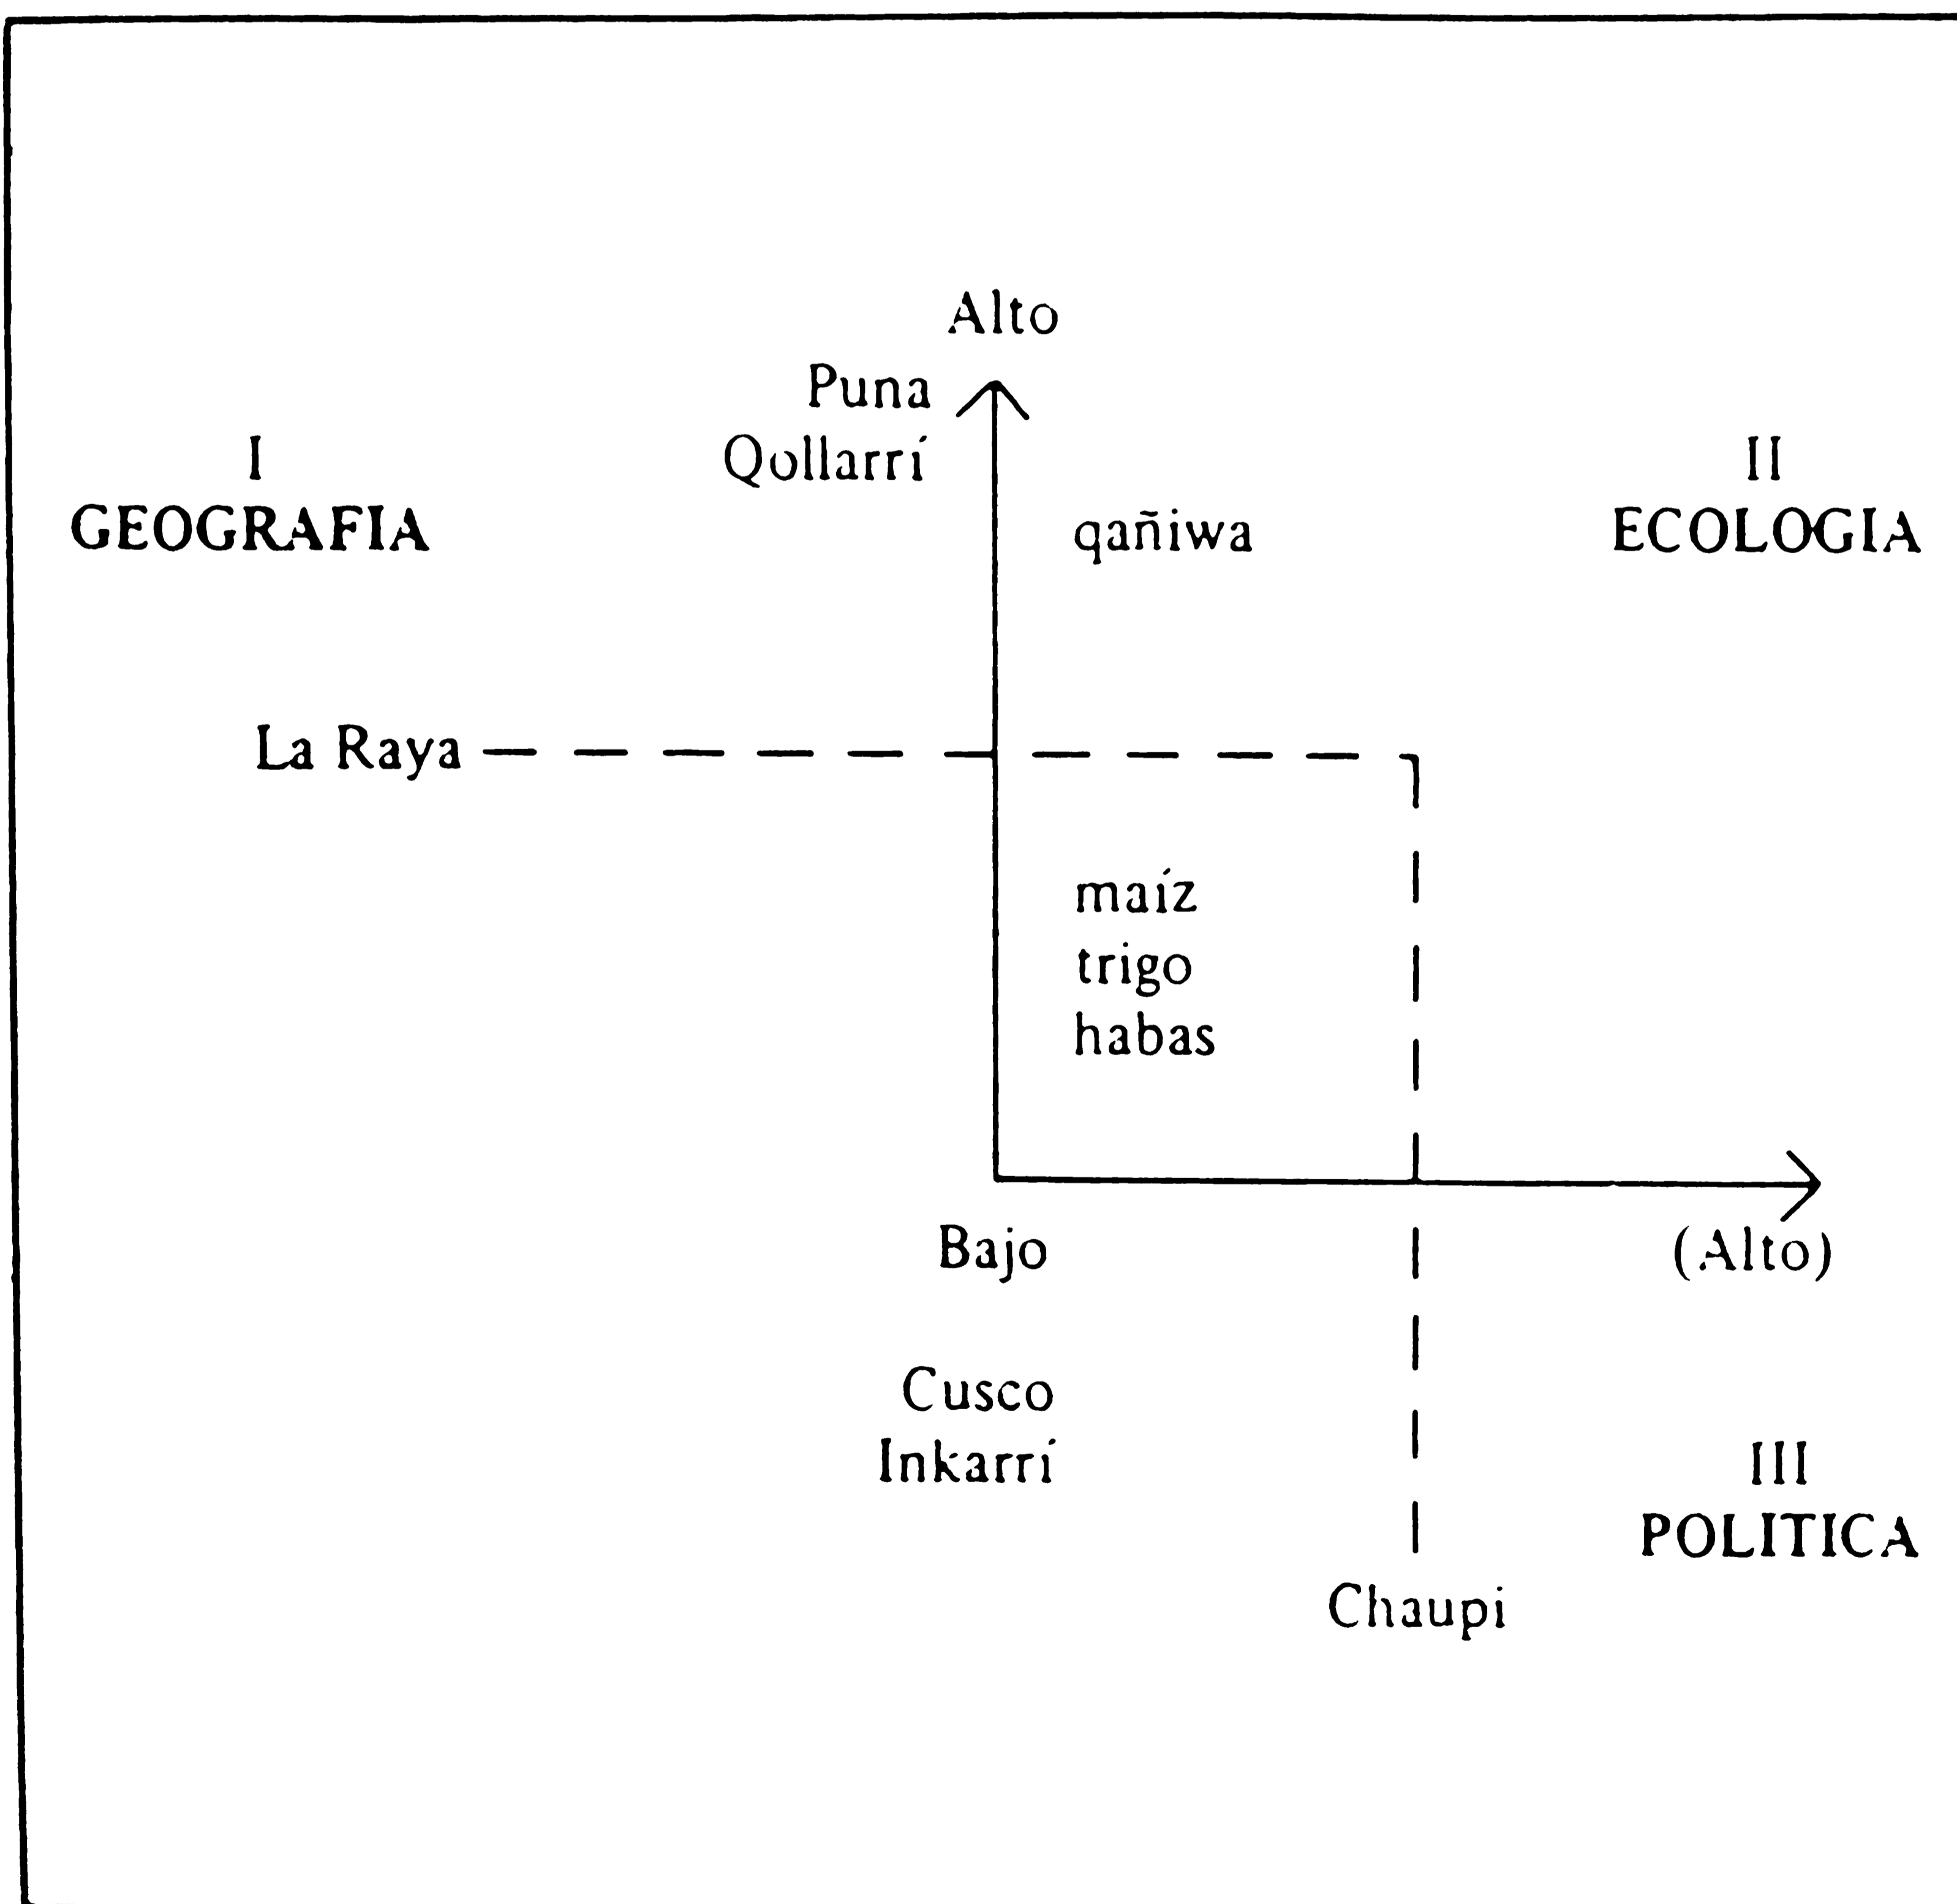 Alto
Puna
Qollarrí
I
GEOGRAFIA
qañiwa
II
ECOLOGIA
La Raya
maíz
trigo
habas
Bajo
(Alto)
Cusco
Inkarrí
III
POLITICA
Chaupi